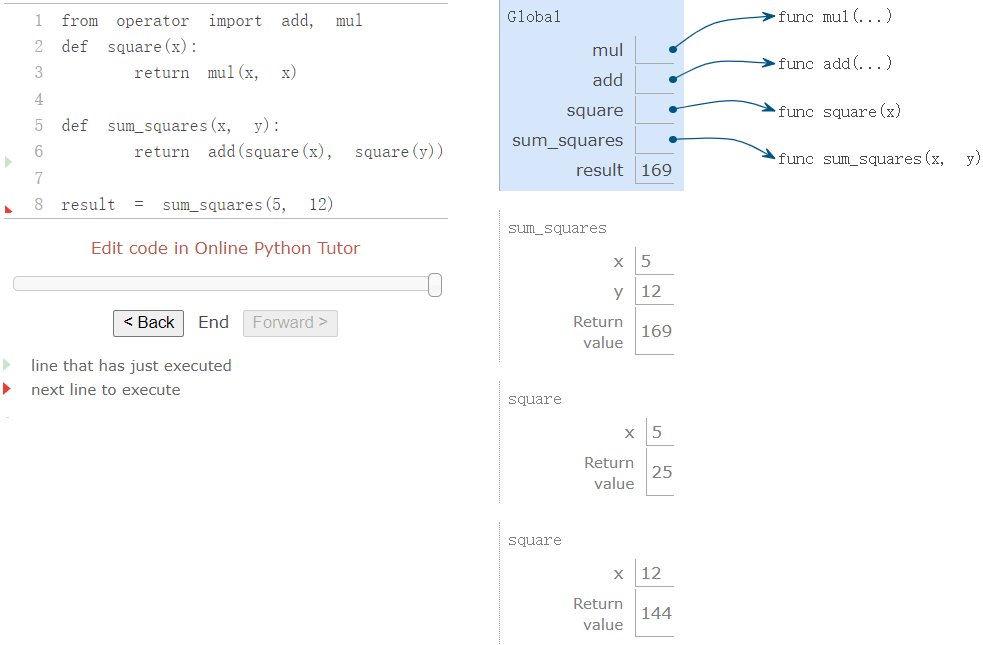 1 from operator import add, mul
2 def square(x):
3 return mul(x, x)
4
5 def sum_squares(x, y):
6 return add(square(x), square(y))
7
8 result = sum_squares(5, 12)
Edit code in Online Python Tutor
< Back End Forward >
line that has just executed
next line to execute
Global
mul
add
square
sum_squares
result 169
func mul(...)
func add(...)
func square(x)
func sum_squares(x, y)
sum_squares
x 5
y 12
Return
value 169
square
x 5
Return
value 25
square
x 12
Return
value 144